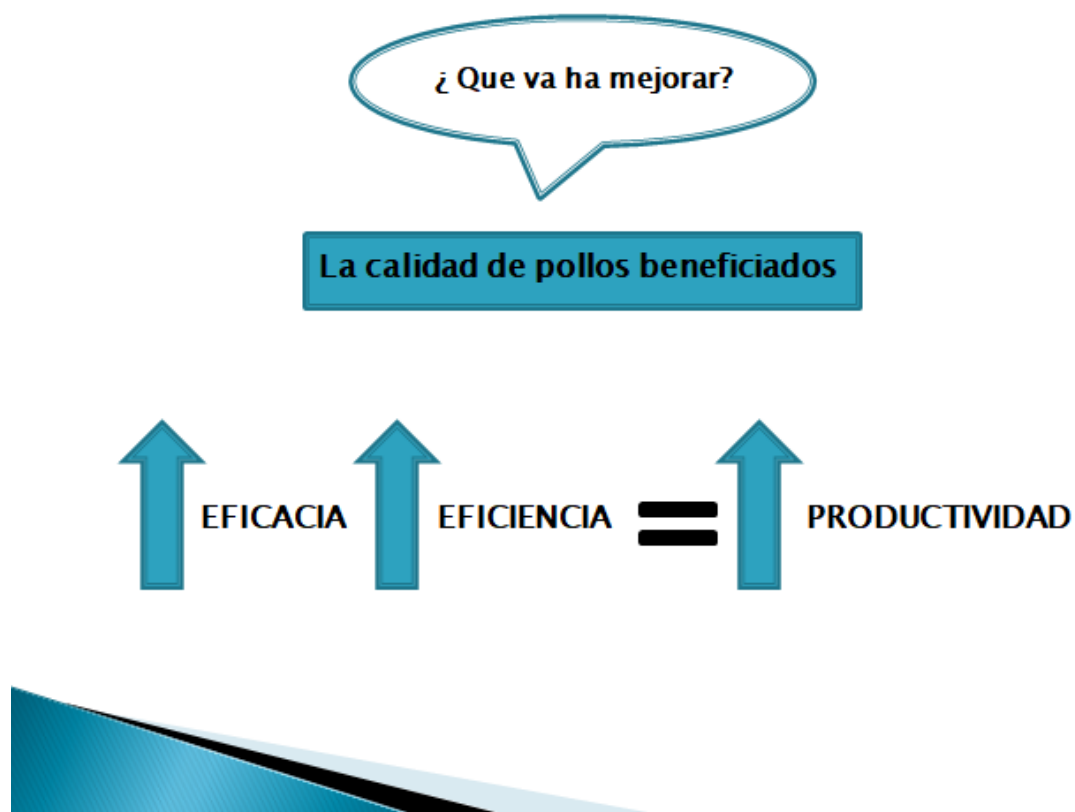 ¿ Que va ha mejorar?
La calidad de pollos beneficiados
EFICACIA EFICIENCIA = PRODUCTIVIDAD